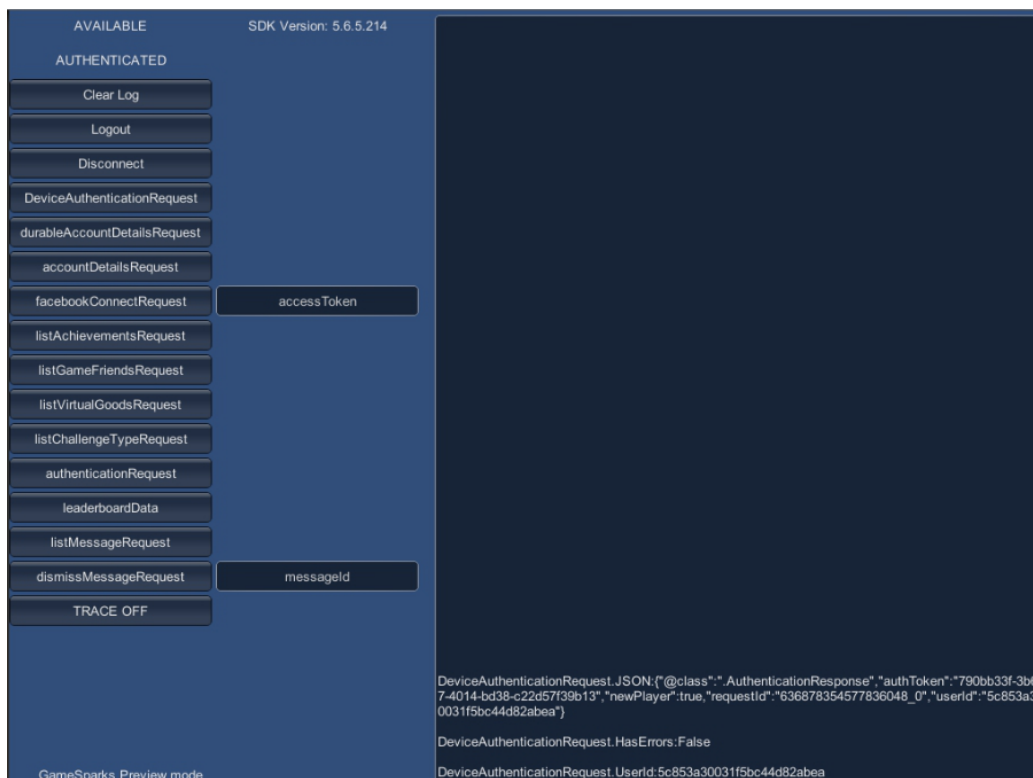 AVAILABLE
SDK Version: 5.6.5.214
AUTHENTICATED
Clear Log
Logout
Disconnect
DeviceAuthenticationRequest
durableAccountDetailsRequest
accountDetailsRequest
facebookConnectRequest
accessToken
listAchievementsRequest
listGameFriendsRequest
listVirtualGoodsRequest
listChallengeTypeRequest
authenticationRequest
leaderboardData
listMessageRequest
dismissMessageRequest
messageId
TRACE OFF
GameSparks Preview mode
DeviceAuthenticationRequest.JSON:{"@class":".AuthenticationResponse","authToken":"790bb33f-3b6
7-4014-bd38-c22d57f39b13","newPlayer":true,"requestId":"636878354577836048_0","userId":"5c853a3
0031f5bc44d82abea"}
DeviceAuthenticationRequest.HasErrors:False
DeviceAuthenticationRequest.UserId:5c853a30031f5bc44d82abea